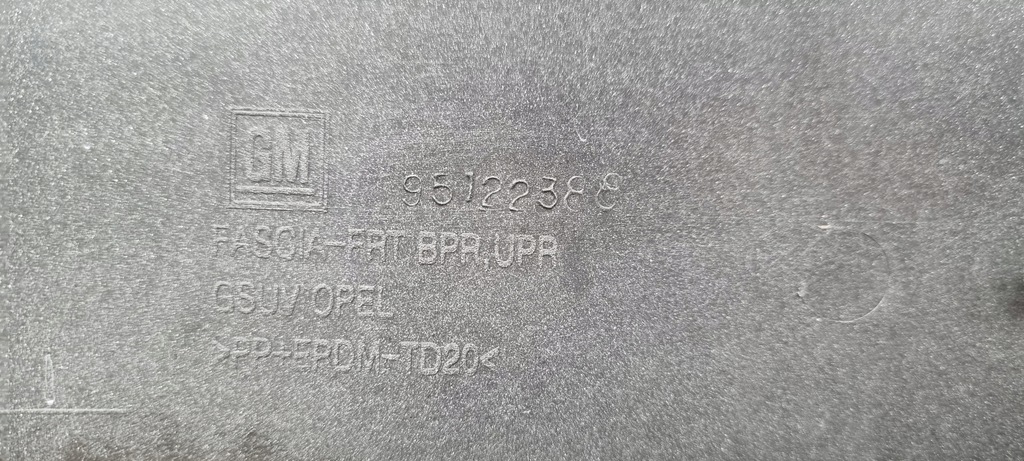 GM 95122388
FASCIA-FRT BPR,UPR
GSUV OPEL
>PP+EPDM-TD20<